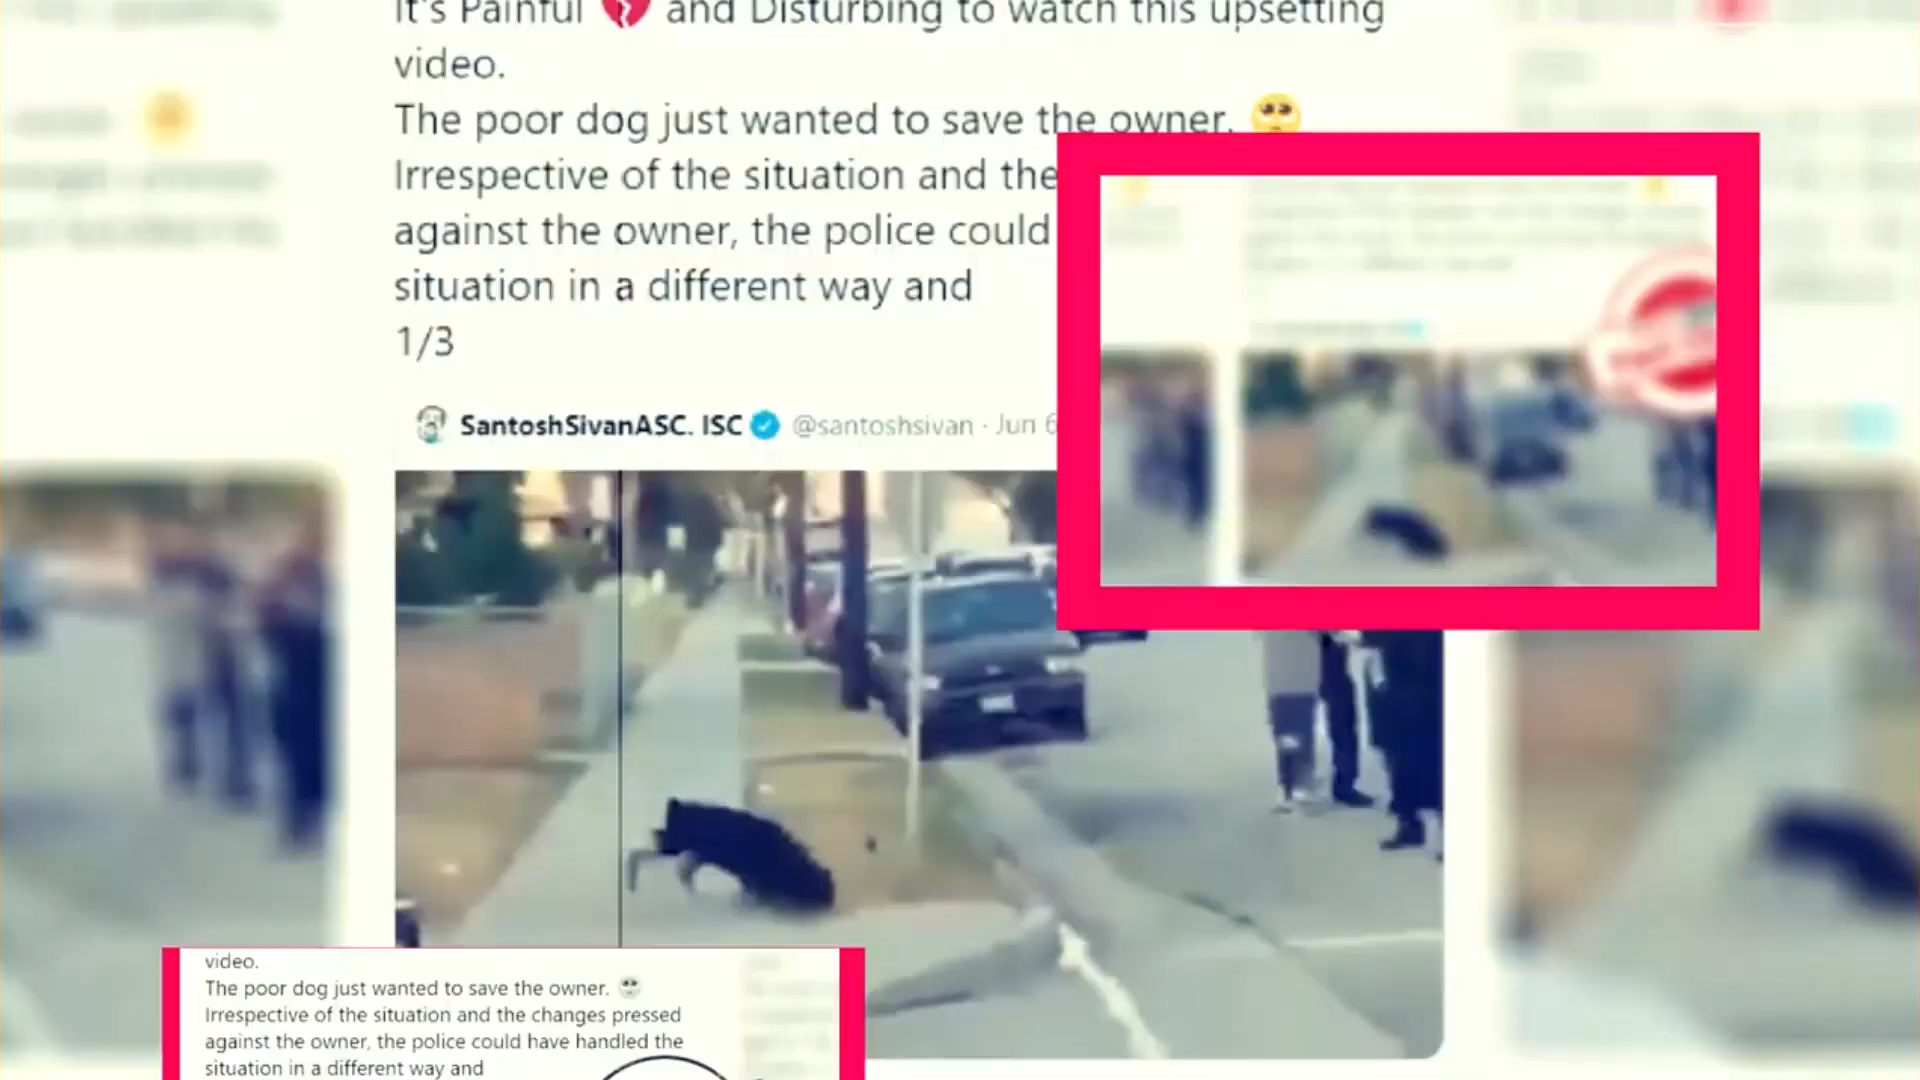 It's Painful 💔 and Disturbing to watch this upsetting
video.
The poor dog just wanted to save the owner. 🥺
Irrespective of the situation and the
against the owner, the police could
situation in a different way and
1/3
SantoshSivanASC. ISC @santoshsivan · Jun 6
video.
The poor dog just wanted to save the owner. 🥺
Irrespective of the situation and the changes pressed
against the owner, the police could have handled the
situation in a different way and